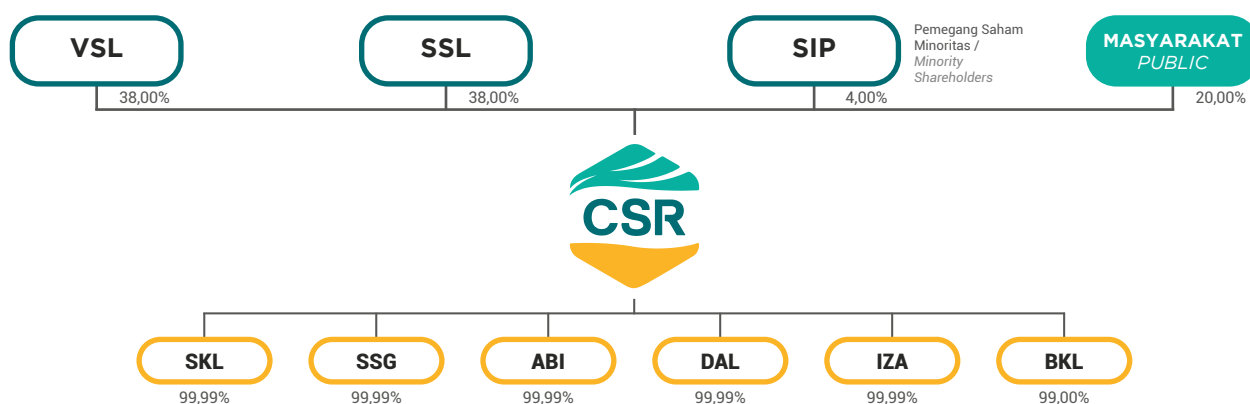 VSL
SSL
SIP
Pemegang Saham
Minoritas /
Minority
Shareholders
MASYARAKAT
PUBLIC
38,00%
38,00%
4,00%
20,00%
CSR
SKL
SSG
ABI
DAL
IZA
BKL
99,99%
99,99%
99,99%
99,99%
99,99%
99,00%